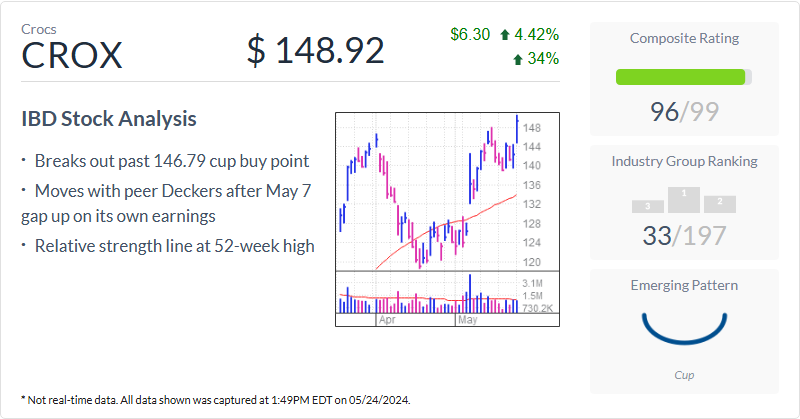 Crocs
CROX
$ 148.92
$6.30 4.42%
34%
IBD Stock Analysis
· Breaks out past 146.79 cup buy point
· Moves with peer Deckers after May 7
gap up on its own earnings
· Relative strength line at 52-week high
148
144
140
136
132
128
124
120
3.1M
1.5M
730.2K
Apr May
Composite Rating
96/99
Industry Group Ranking
3 1 2
33/197
Emerging Pattern
Cup
* Not real-time data. All data shown was captured at 1:49PM EDT on 05/24/2024.